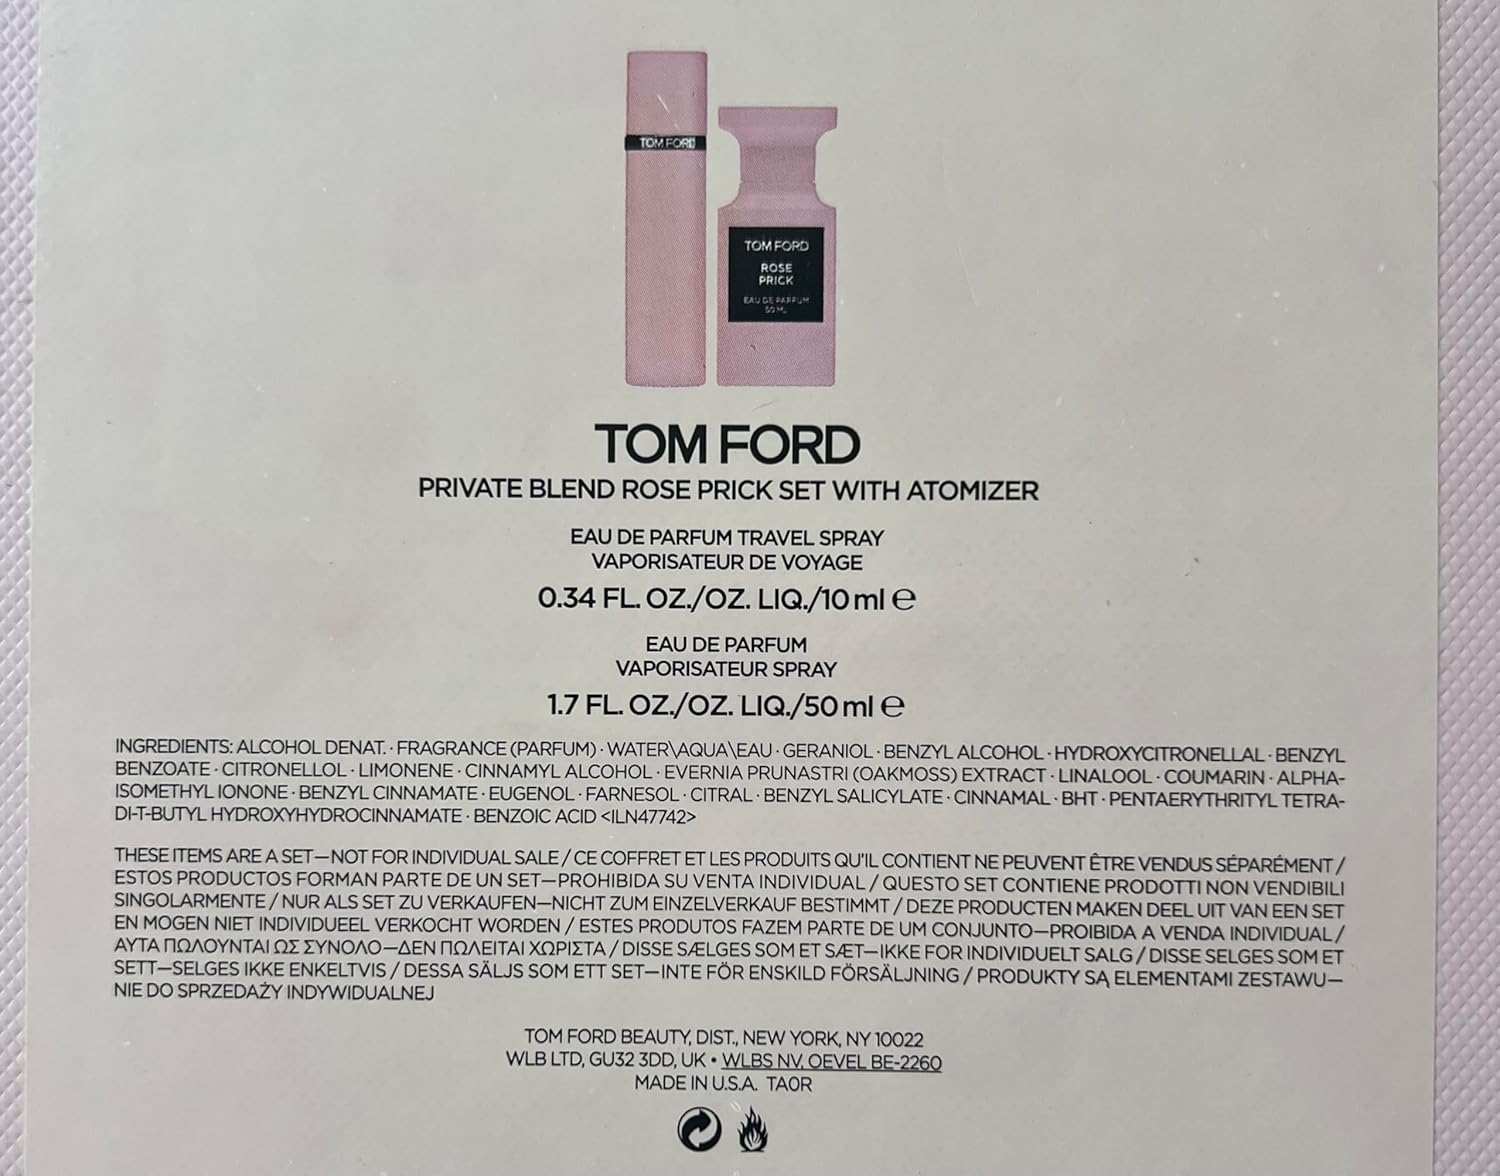 TOM FORD
TOM FORD
ROSE
PRICK
EAU DE PARFUM
50 ML
TOM FORD
PRIVATE BLEND ROSE PRICK SET WITH ATOMIZER
EAU DE PARFUM TRAVEL SPRAY
VAPORISATEUR DE VOYAGE
0.34 FL. OZ./OZ. LIQ./10 ml ℮
EAU DE PARFUM
VAPORISATEUR SPRAY
1.7 FL. OZ./OZ. LIQ./50 ml ℮
INGREDIENTS: ALCOHOL DENAT. · FRAGRANCE (PARFUM) · WATER\AQUA\EAU · GERANIOL · BENZYL ALCOHOL · HYDROXYCITRONELLAL · BENZYL
BENZOATE · CITRONELLOL · LIMONENE · CINNAMYL ALCOHOL · EVERNIA PRUNASTRI (OAKMOSS) EXTRACT · LINALOOL · COUMARIN · ALPHA-
ISOMETHYL IONONE · BENZYL CINNAMATE · EUGENOL · FARNESOL · CITRAL · BENZYL SALICYLATE · CINNAMAL · BHT · PENTAERYTHRITYL TETRA-
DI-T-BUTYL HYDROXYHYDROCINNAMATE · BENZOIC ACID <ILN47742>
THESE ITEMS ARE A SET—NOT FOR INDIVIDUAL SALE / CE COFFRET ET LES PRODUITS QU'IL CONTIENT NE PEUVENT ÊTRE VENDUS SÉPARÉMENT /
ESTOS PRODUCTOS FORMAN PARTE DE UN SET—PROHIBIDA SU VENTA INDIVIDUAL / QUESTO SET CONTIENE PRODOTTI NON VENDIBILI
SINGOLARMENTE / NUR ALS SET ZU VERKAUFEN—NICHT ZUM EINZELVERKAUF BESTIMMT / DEZE PRODUCTEN MAKEN DEEL UIT VAN EEN SET
EN MOGEN NIET INDIVIDUEEL VERKOCHT WORDEN / ESTES PRODUTOS FAZEM PARTE DE UM CONJUNTO—PROIBIDA A VENDA INDIVIDUAL /
ΑΥΤΑ ΠΩΛΟΥΝΤΑΙ ΩΣ ΣΥΝΟΛΟ—ΔΕΝ ΠΩΛΕΙΤΑΙ ΧΩΡΙΣΤΑ / DISSE SÆLGES SOM ET SÆT—IKKE FOR INDIVIDUELT SALG / DISSE SELGES SOM ET
SETT—SELGES IKKE ENKELTVIS / DESSA SÄLJS SOM ETT SET—INTE FÖR ENSKILD FÖRSÄLJNING / PRODUKTY SĄ ELEMENTAMI ZESTAWU—
NIE DO SPRZEDAŻY INDYWIDUALNEJ
TOM FORD BEAUTY, DIST., NEW YORK, NY 10022
WLB LTD, GU32 3DD, UK • WLBS NV, OEVEL BE-2260
MADE IN U.S.A. TA0R